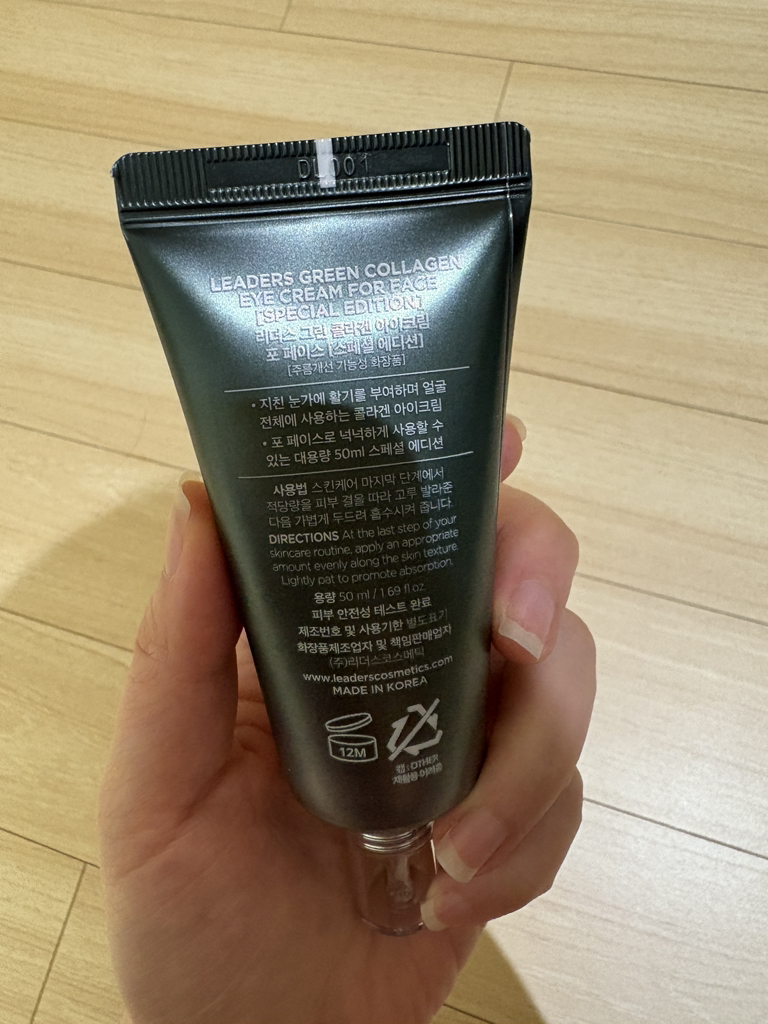 LEADERS GREEN COLLAGEN
EYE CREAM FOR FACE
[SPECIAL EDITION]
리더스 그린 콜라겐 아이크림
포 페이스 [스페셜 에디션]
[주름개선 기능성 화장품]
• 지친 눈가에 활기를 부여하며 얼굴
전체에 사용하는 콜라겐 아이크림
• 포 페이스로 넉넉하게 사용할 수
있는 대용량 50ml 스페셜 에디션
사용법 스킨케어 마지막 단계에서
적당량을 피부 결을 따라 고루 발라준
다음 가볍게 두드려 흡수시켜 줍니다.
DIRECTIONS At the last step of your
skincare routine, apply an appropriate
amount evenly along the skin texture.
Lightly pat to promote absorption.
용량 50 ml / 1.69 fl.oz.
피부 안전성 테스트 완료
제조번호 및 사용기한 별도표기
화장품제조업자 및 책임판매업자
(주)리더스코스메틱
www.leaderscosmetics.com
MADE IN KOREA
12M
캡 : OTHER
재활용 어려움